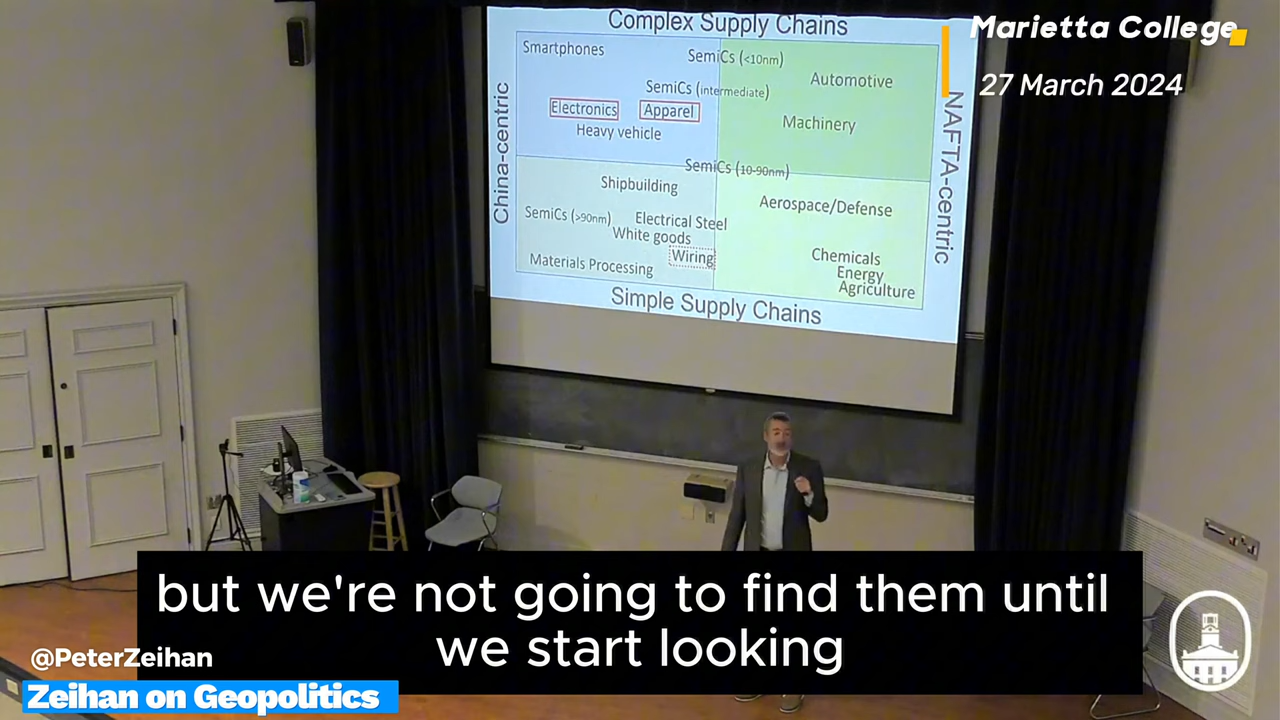 Complex Supply Chains
Marietta College
27 March 2024
Smartphones
SemiCs (<10nm)
Automotive
SemiCs (intermediate)
Electronics
Apparel
Machinery
Heavy vehicle
China-centric
NAFTA-centric
SemiCs (10-90nm)
Shipbuilding
Aerospace/Defense
SemiCs (>90nm)
Electrical Steel
White goods
Wiring
Chemicals
Materials Processing
Energy
Agriculture
Simple Supply Chains
but we're not going to find them until
we start looking
@PeterZeihan
Zeihan on Geopolitics